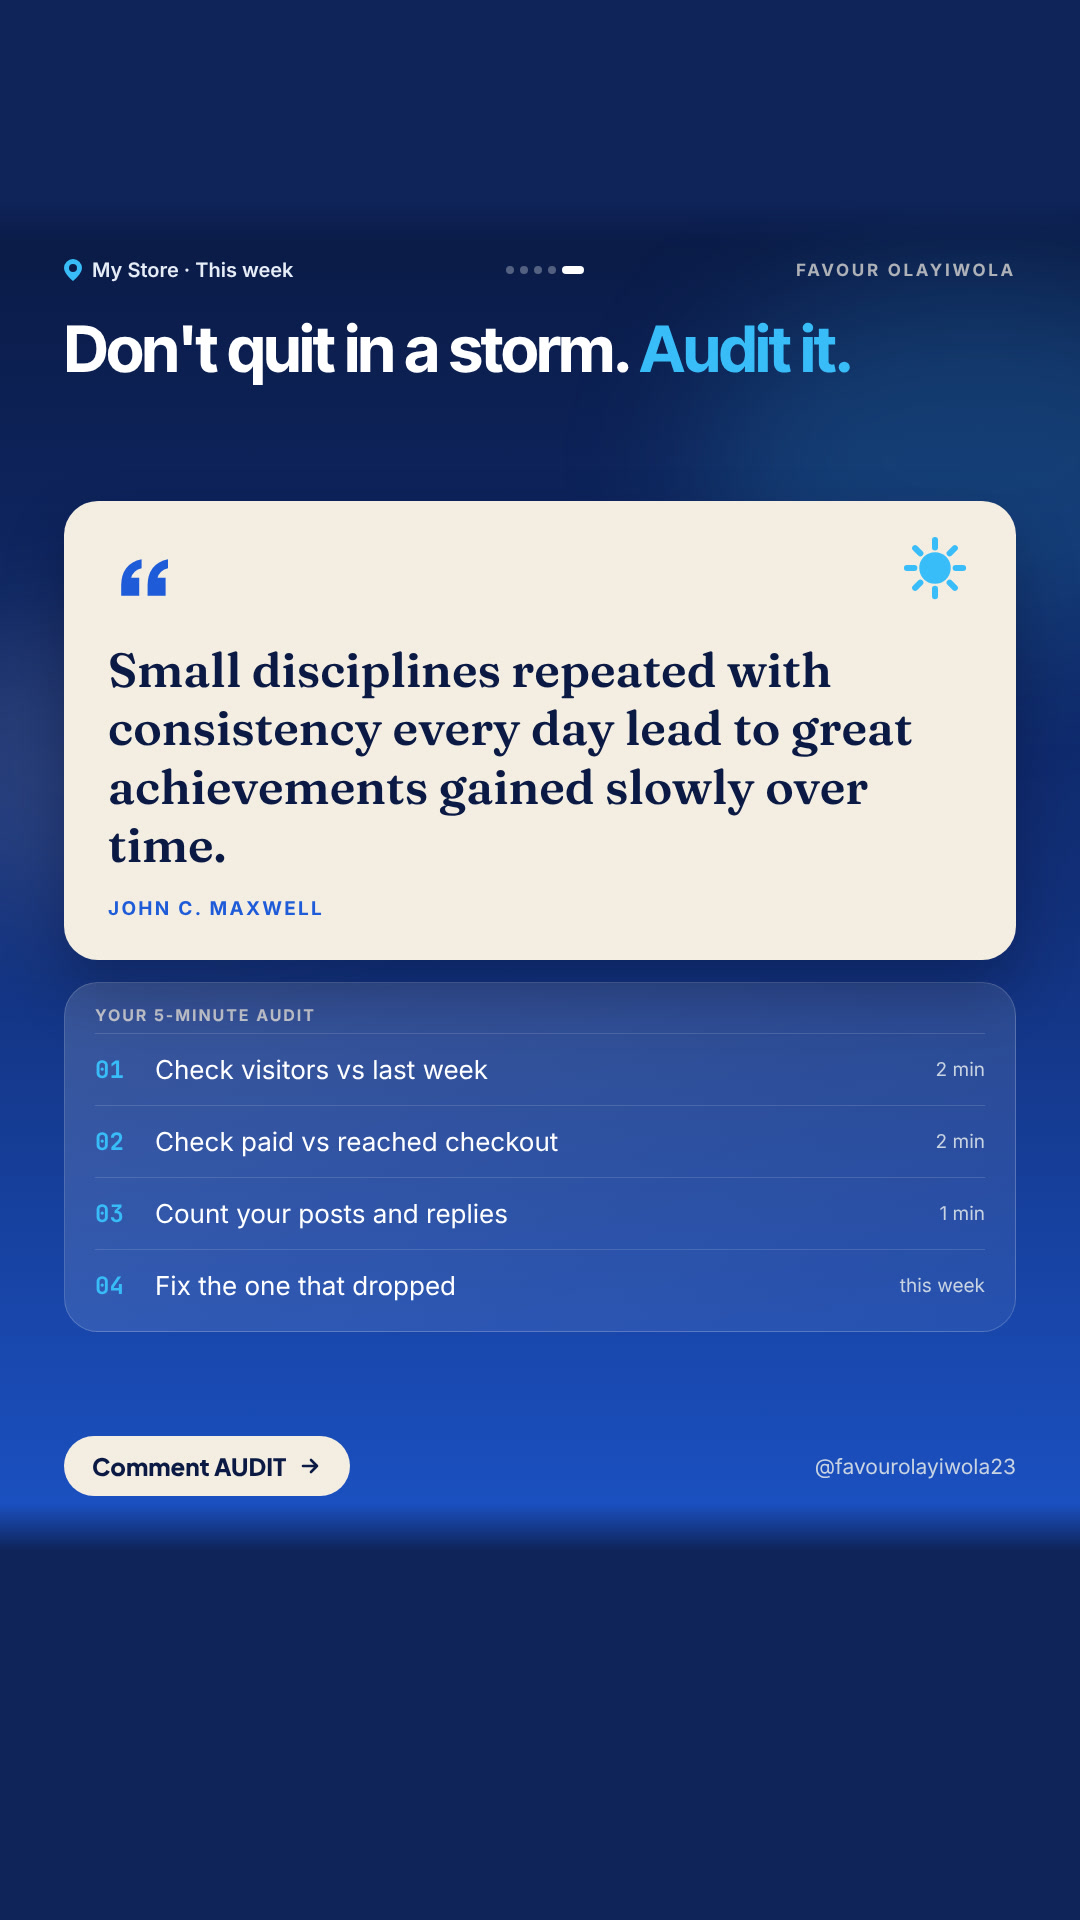 My Store · This week
FAVOUR OLAYIWOLA
Don't quit in a storm. Audit it.
“
Small disciplines repeated with
consistency every day lead to great
achievements gained slowly over
time.
JOHN C. MAXWELL
YOUR 5-MINUTE AUDIT
01 Check visitors vs last week 2 min
02 Check paid vs reached checkout 2 min
03 Count your posts and replies 1 min
04 Fix the one that dropped this week
Comment AUDIT →
@favourolayiwola23